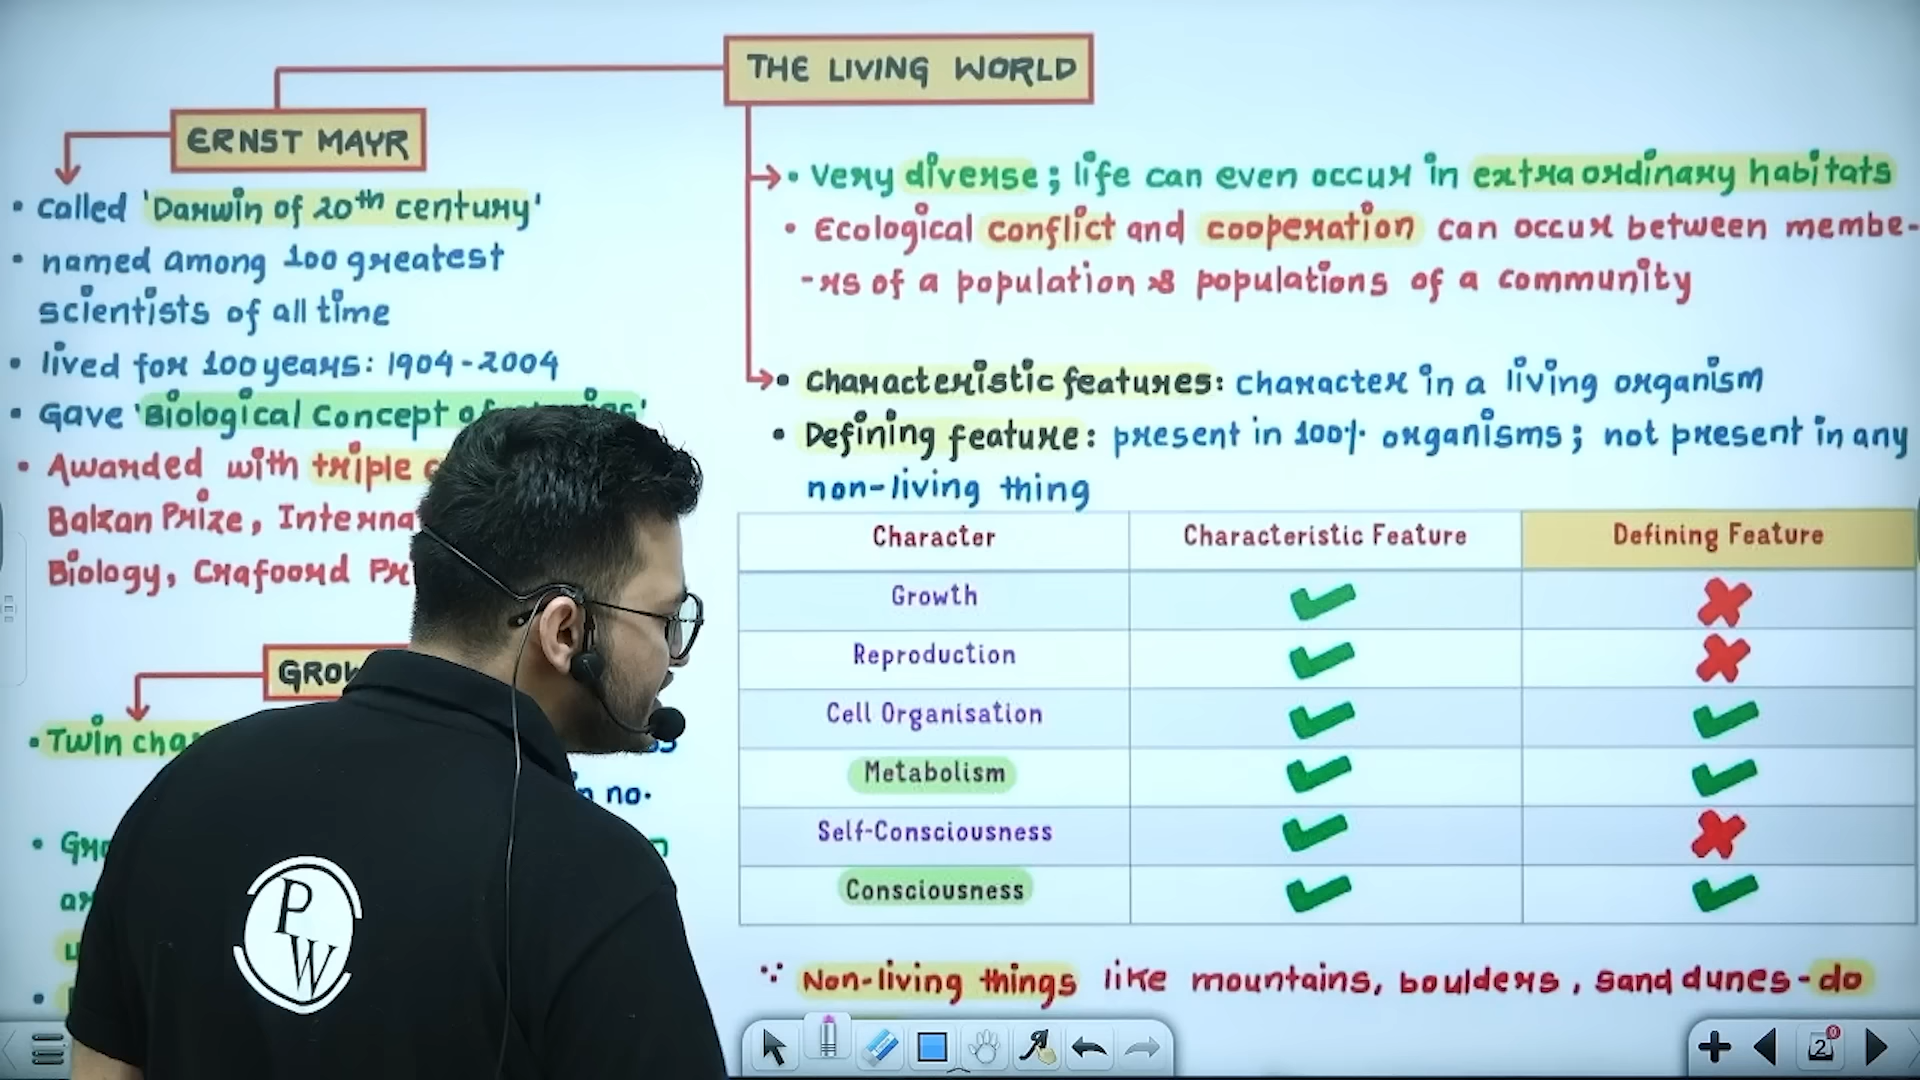 THE LIVING WORLD
ERNST MAYR
• called 'Darwin of 20th century'
• named among 100 greatest
scientists of all time
• lived for 100 years: 1904-2004
• Gave 'Biological Concept of
• Awarded with triple
Balzan Prize,
Biology, Crafoord
• Twin
no.
•
•
• Very diverse; life can even occur in extraordinary habitats
• Ecological conflict and cooperation can occur between membe-
-rs of a population & populations of a community
• Characteristic features: character in a living organism
• Defining feature: present in 100% organisms; not present in any
non-living thing
Character Characteristic Feature Defining Feature
Growth ✔ ✘
Reproduction ✔ ✘
Cell Organisation ✔ ✔
Metabolism ✔ ✔
Self-Consciousness ✔ ✘
Consciousness ✔ ✔
∵ Non-living things like mountains, boulders, sand dunes-do
PW
2
0